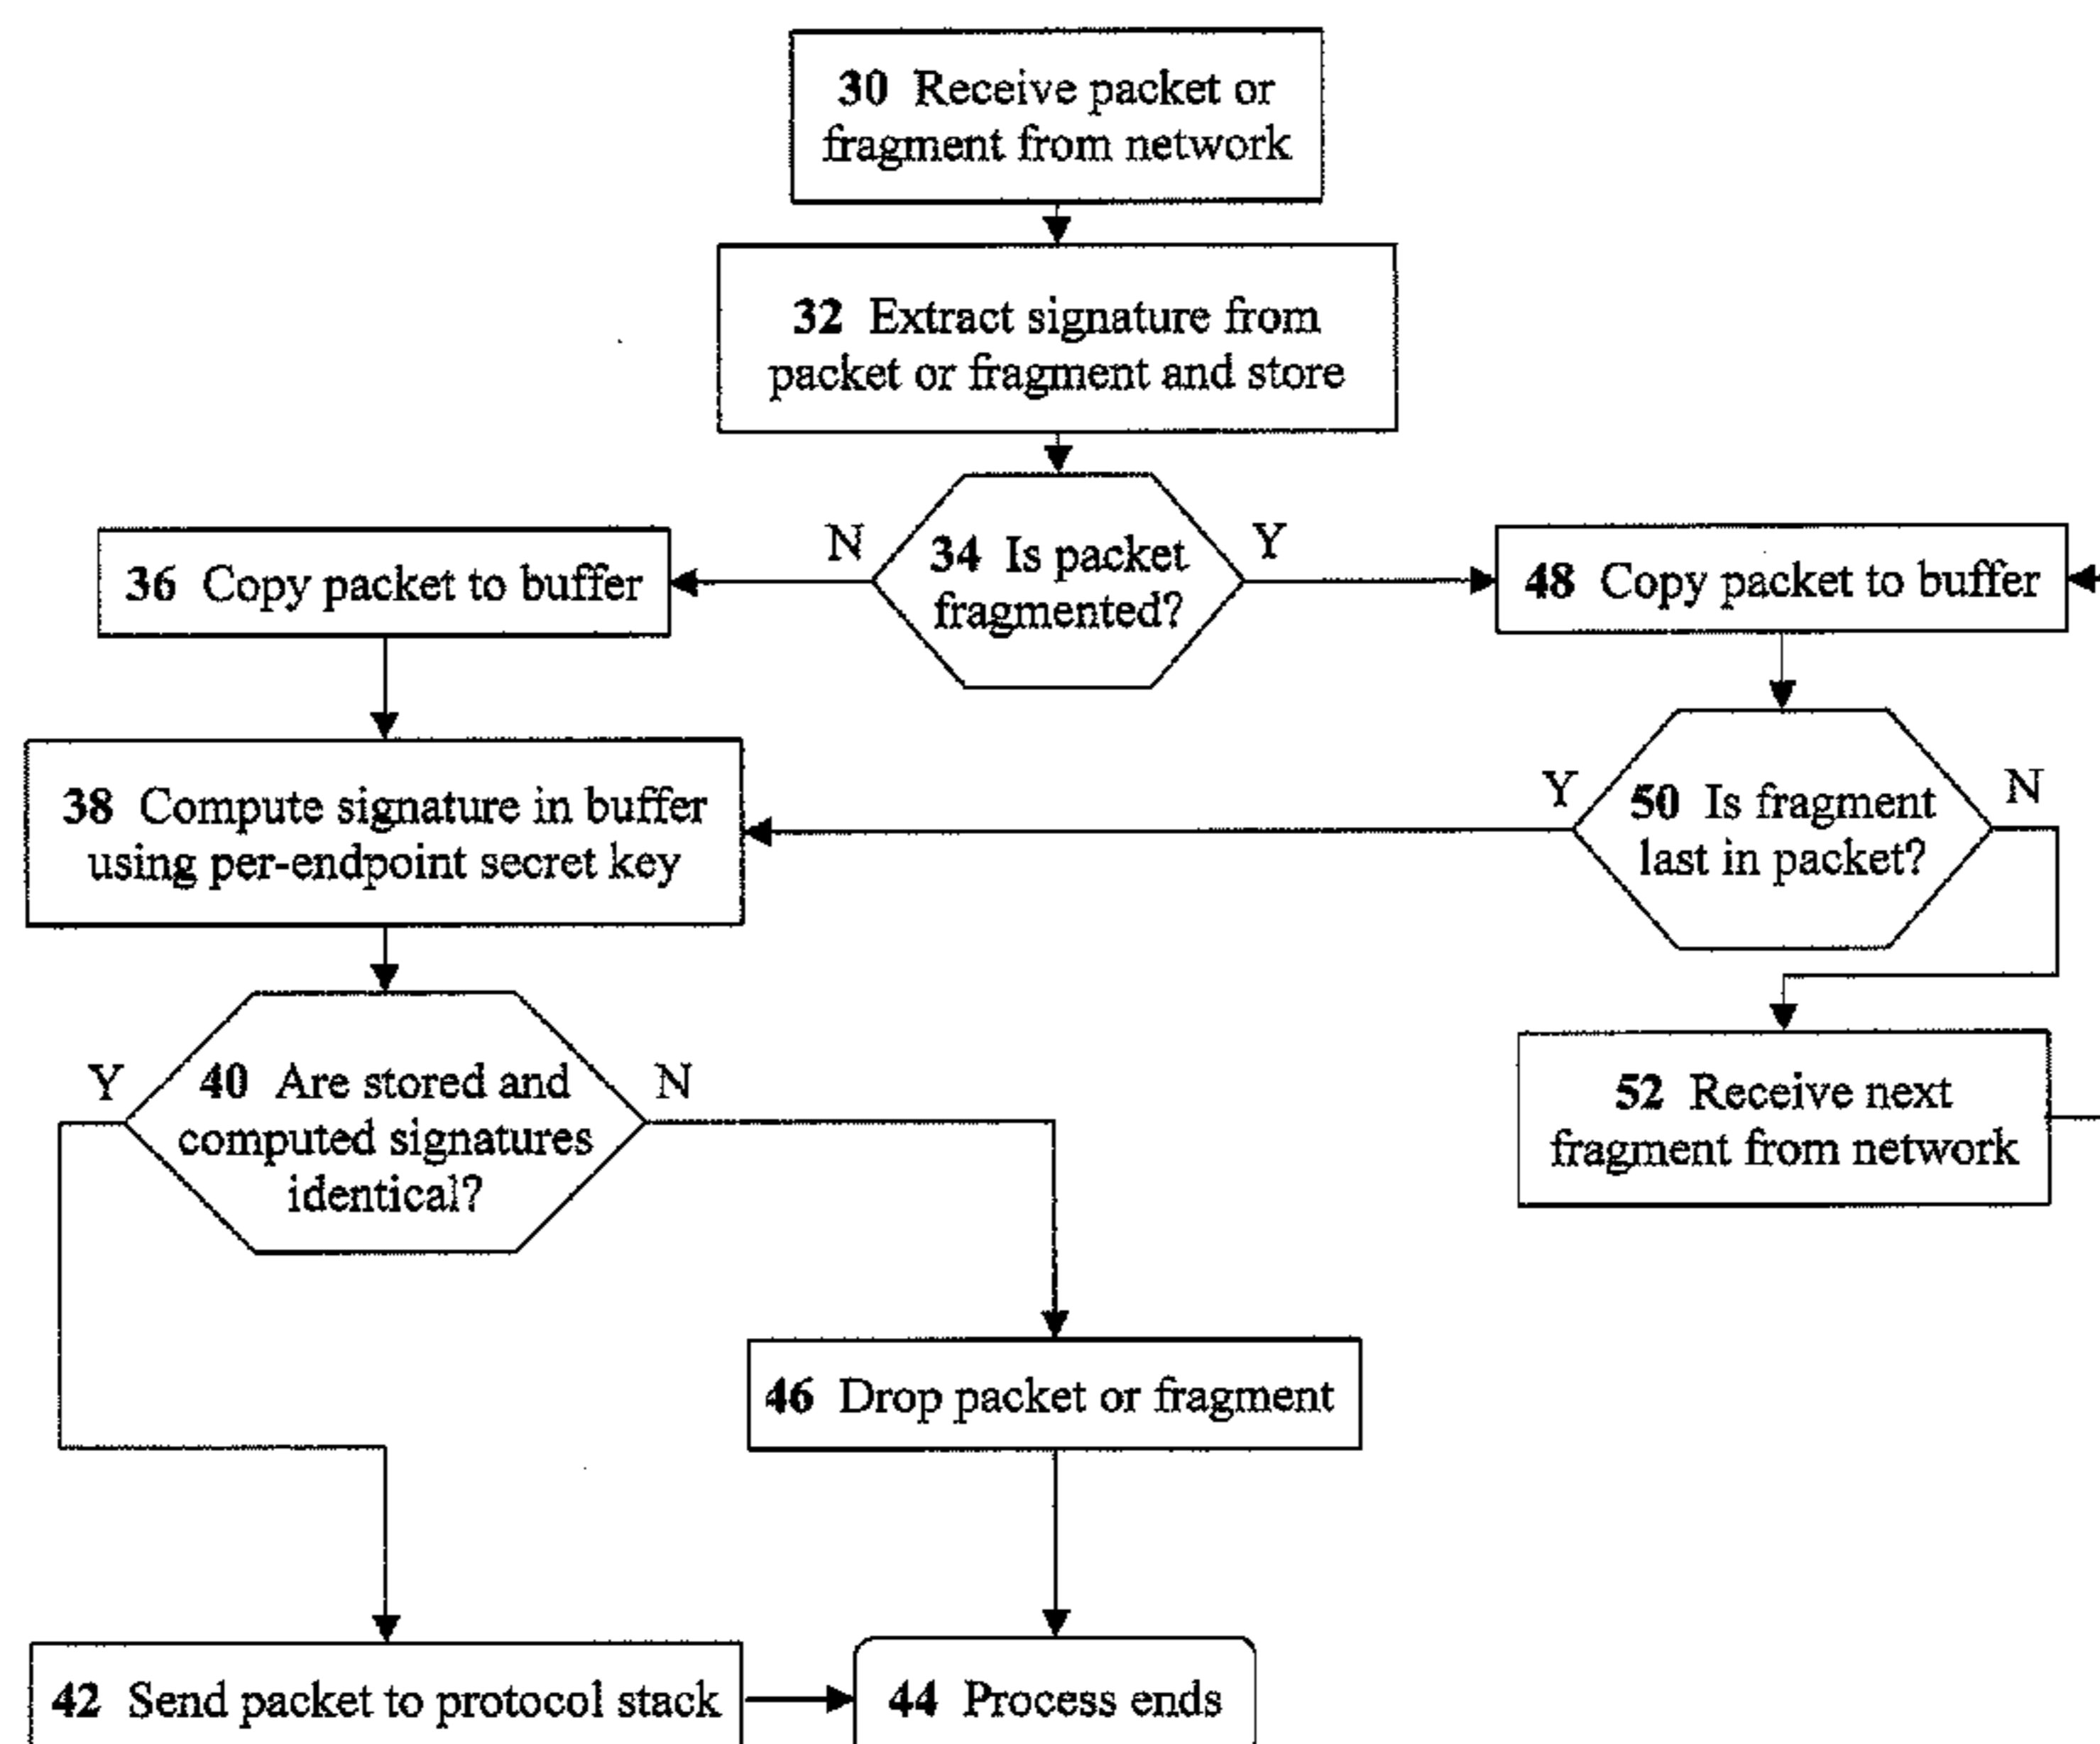 30 Receive packet or
fragment from network
32 Extract signature from
packet or fragment and store
N
34 Is packet
fragmented?
Y
36 Copy packet to buffer
48 Copy packet to buffer
38 Compute signature in buffer
using per-endpoint secret key
Y
50 Is fragment
last in packet?
N
Y
40 Are stored and
computed signatures
identical?
N
52 Receive next
fragment from network
46 Drop packet or fragment
42 Send packet to protocol stack
44 Process ends